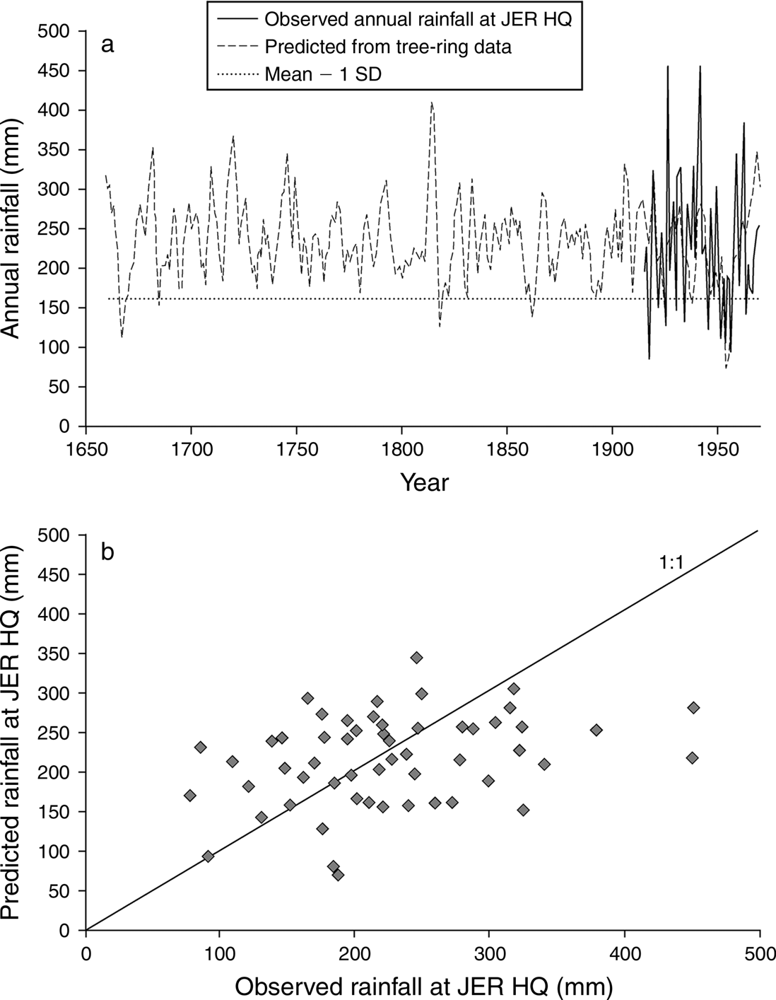 Observed annual rainfall at JER HQ
Predicted from tree-ring data
Mean – 1 SD
a
500
450
400
350
300
250
200
150
100
50
0
Annual rainfall (mm)
1650 1700 1750 1800 1850 1900 1950
Year
b
1:1
500
450
400
350
300
250
200
150
100
50
0
Predicted rainfall at JER HQ (mm)
0 100 200 300 400 500
Observed rainfall at JER HQ (mm)